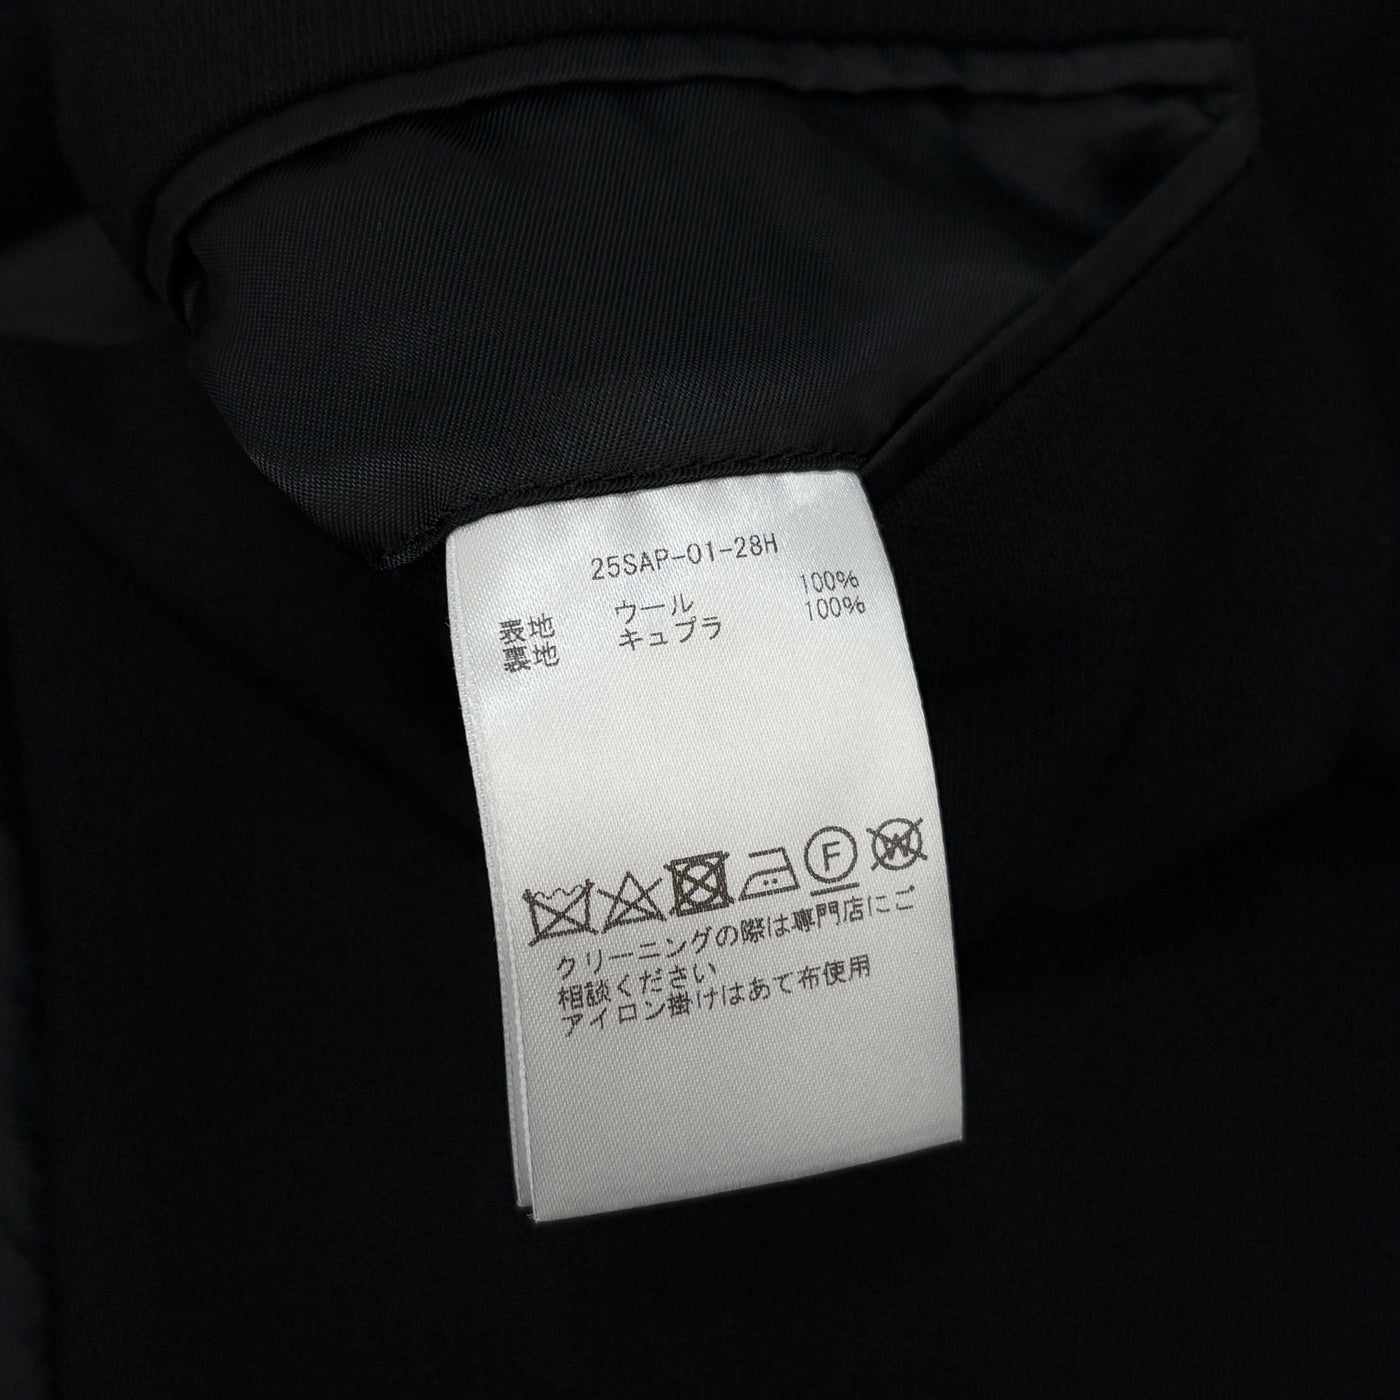 25SAP-01-28H
表地 ウール 100%
裏地 キュプラ 100%
F W
クリーニングの際は専門店にご
相談ください
アイロン掛けはあて布使用